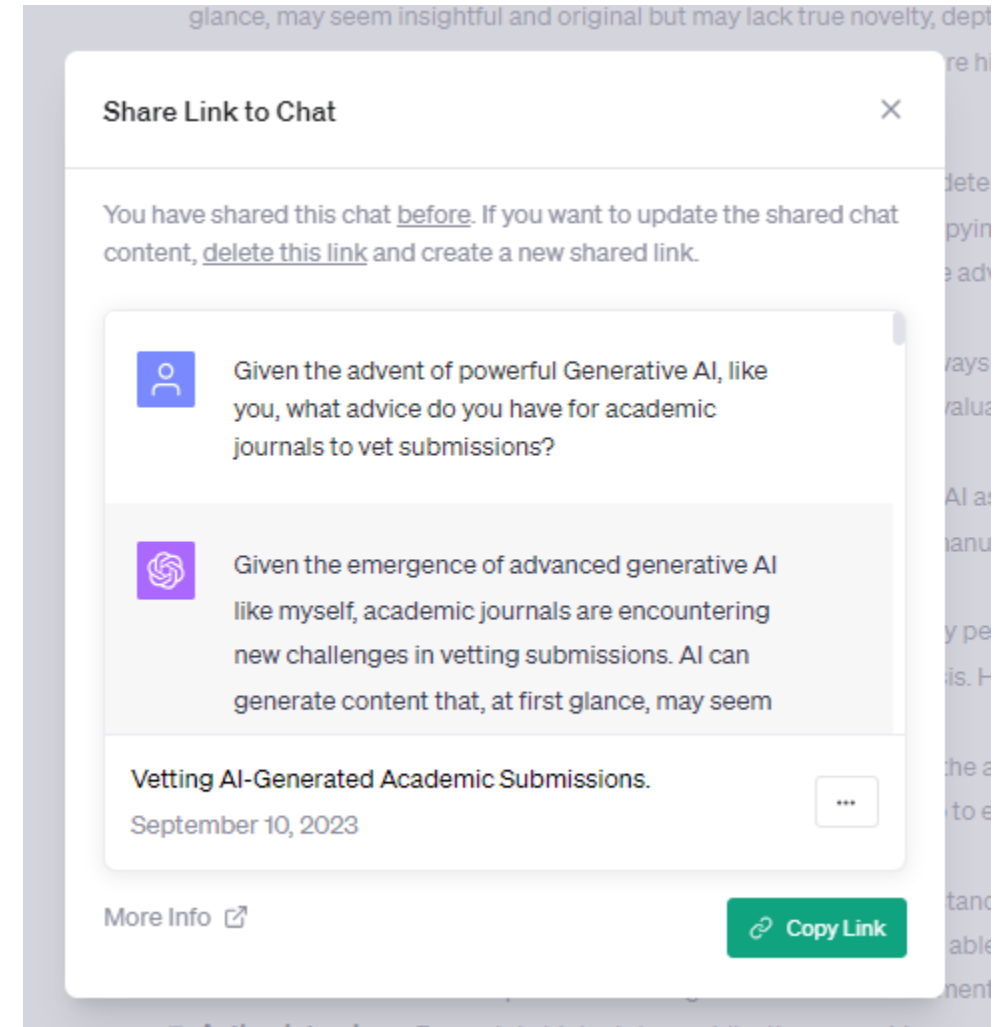 glance, may seem insightful and original but may lack true novelty,
Share Link to Chat
You have shared this chat before. If you want to update the shared chat
content, delete this link and create a new shared link.
Given the advent of powerful Generative AI, like
you, what advice do you have for academic
journals to vet submissions?
Given the emergence of advanced generative AI
like myself, academic journals are encountering
new challenges in vetting submissions. AI can
generate content that, at first glance, may seem
Vetting AI-Generated Academic Submissions.
September 10, 2023
...
More Info
Copy Link